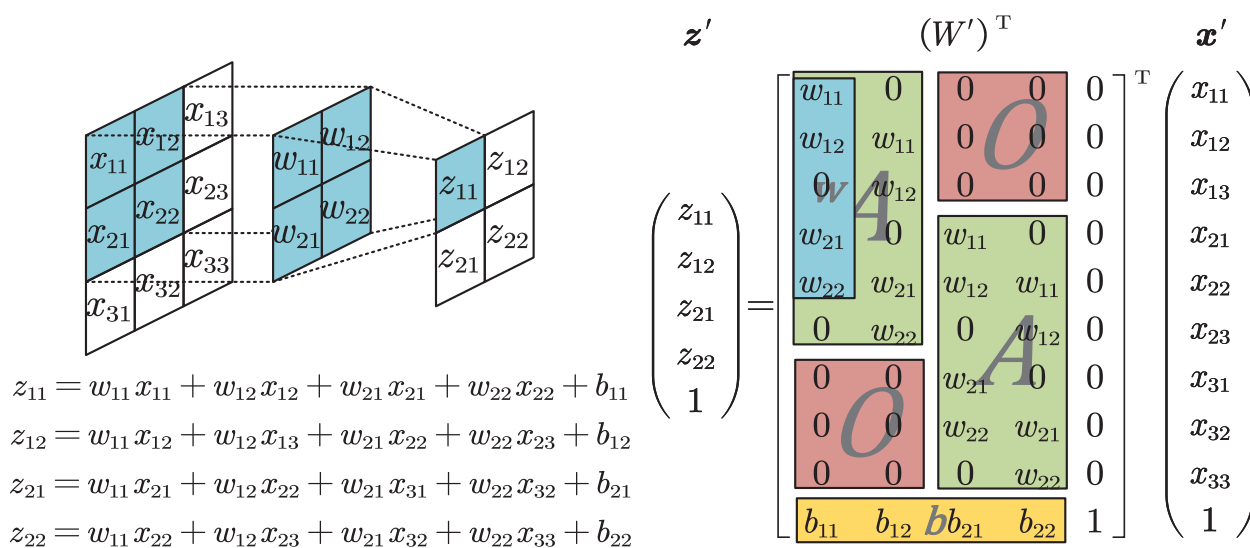 x₁₁ x₁₂ x₁₃
x₂₁ x₂₂ x₂₃
x₃₁ x₃₂ x₃₃
w₁₁ w₁₂
w₂₁ w₂₂
z₁₁ z₁₂
z₂₁ z₂₂
z₁₁ = w₁₁x₁₁ + w₁₂x₁₂ + w₂₁x₂₁ + w₂₂x₂₂ + b₁₁
z₁₂ = w₁₁x₁₂ + w₁₂x₁₃ + w₂₁x₂₂ + w₂₂x₂₃ + b₁₂
z₂₁ = w₁₁x₂₁ + w₁₂x₂₂ + w₂₁x₃₁ + w₂₂x₃₂ + b₂₁
z₂₂ = w₁₁x₂₂ + w₁₂x₂₃ + w₂₁x₃₂ + w₂₂x₃₃ + b₂₂
z′ (W′)ᵀ x′
z₁₁
z₁₂
z₂₁
z₂₂
1
=
w₁₁ 0 0 0 0 T
w₁₂ w₁₁ 0 0 0
0 w₁₂ 0 0 0
w₂₁ 0 w₁₁ 0 0
w₂₂ w₂₁ w₁₂ w₁₁ 0
0 w₂₂ 0 w₁₂ 0
0 0 w₂₁ 0 0
0 0 w₂₂ w₂₁ 0
0 0 0 w₂₂ 0
b₁₁ b₁₂ b₂₁ b₂₂ 1
w
A
O
O
A
b
x₁₁
x₁₂
x₁₃
x₂₁
x₂₂
x₂₃
x₃₁
x₃₂
x₃₃
1